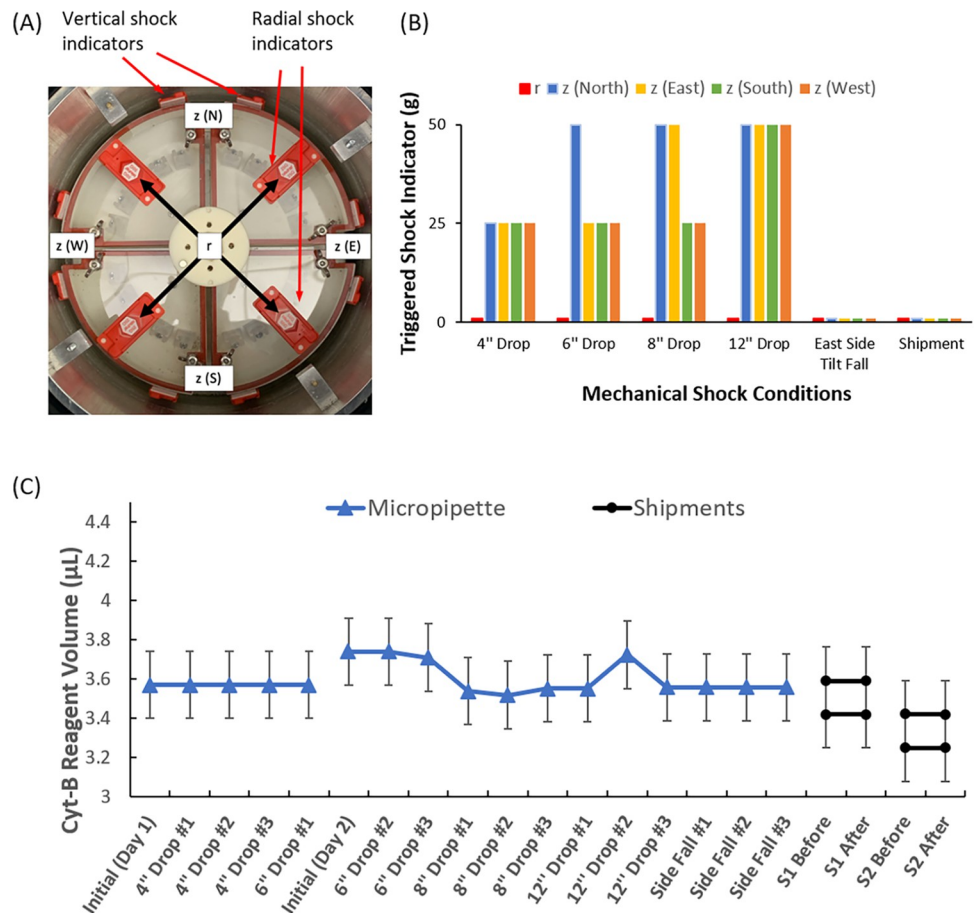 (A)
Vertical shock
indicators
Radial shock
indicators
z (N)
z (W)
r
z (E)
z (S)
(B)
r z (North) z (East) z (South) z (West)
Triggered Shock Indicator (g)
50
25
0
4" Drop
6" Drop
8" Drop
12" Drop
East Side
Tilt Fall
Shipment
Mechanical Shock Conditions
(C)
Micropipette
Shipments
Cyt-B Reagent Volume (µL)
4.4
4.2
4
3.8
3.6
3.4
3.2
3
Initial (Day 1)
4" Drop #1
4" Drop #2
4" Drop #3
6" Drop #1
Initial (Day 2)
6" Drop #2
6" Drop #3
8" Drop #1
8" Drop #2
8" Drop #3
12" Drop #1
12" Drop #2
12" Drop #3
Side Fall #1
Side Fall #2
Side Fall #3
S1 Before
S1 After
S2 Before
S2 After